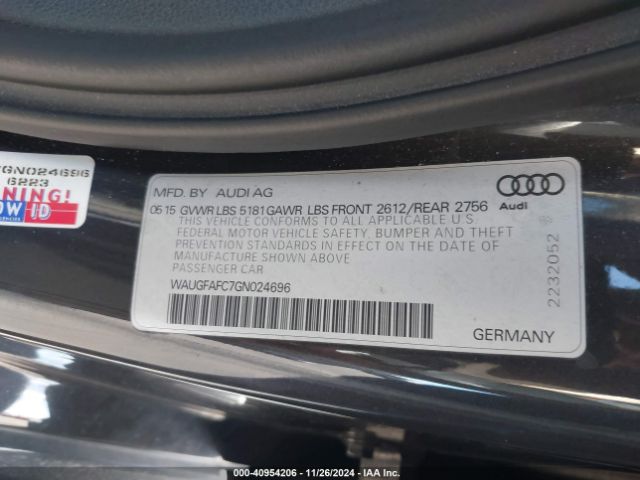 GN024696
6223
NING!
OW ID
MFD. BY AUDI AG
05 15 GVWR LBS 5181 GAWR LBS FRONT 2612/REAR 2756
THIS VEHICLE CONFORMS TO ALL APPLICABLE U.S.
FEDERAL MOTOR VEHICLE SAFETY, BUMPER AND THEFT
PREVENTION STANDARDS IN EFFECT ON THE DATE OF
MANUFACTURE SHOWN ABOVE
PASSENGER CAR
WAUGFAFC7GN024696
GERMANY
Audi
2232052
000-40954206 - 11/26/2024 - IAA Inc.